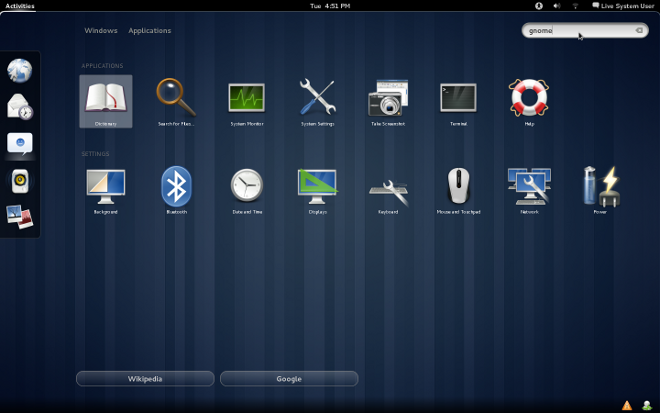 Activities Tue 4:51 PM Live System User
Windows Applications
gnome
APPLICATIONS
Dictionary Search for Files... System Monitor System Settings Take Screenshot Terminal Help
SETTINGS
Background Bluetooth Date and Time Displays Keyboard Mouse and Touchpad Network Power
Wikipedia Google